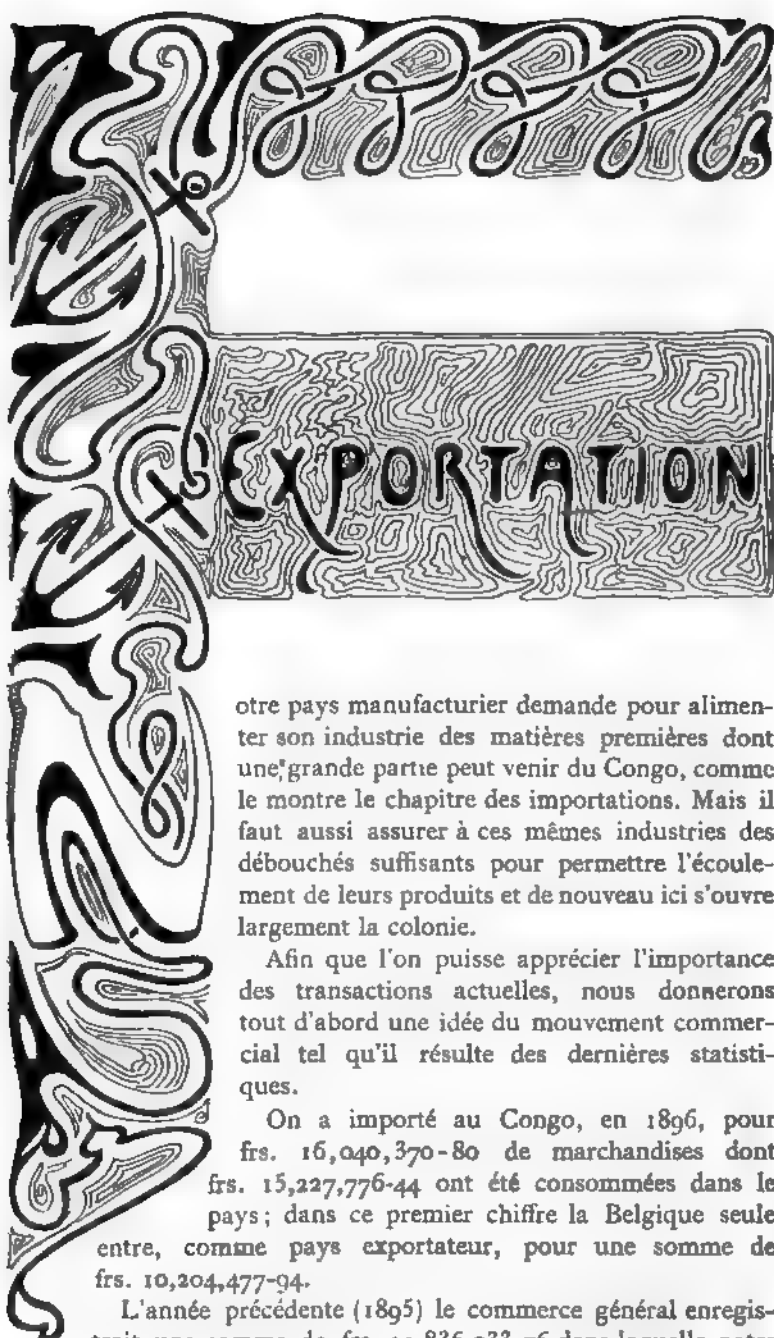 EXPORTATION
otre pays manufacturier demande pour alimen-
ter son industrie des matières premières dont
une grande partie peut venir du Congo, comme
le montre le chapitre des importations. Mais il
faut aussi assurer à ces mêmes industries des
débouchés suffisants pour permettre l'écoule-
ment de leurs produits et de nouveau ici s'ouvre
largement la colonie.
Afin que l'on puisse apprécier l'importance
des transactions actuelles, nous donnerons
tout d'abord une idée du mouvement commer-
cial tel qu'il résulte des dernières statisti-
ques.
On a importé au Congo, en 1896, pour
frs. 16,040,370-80 de marchandises dont
frs. 15,227,776-44 ont été consommées dans le
pays; dans ce premier chiffre la Belgique seule
entre, comme pays exportateur, pour une somme de
frs. 10,204,477-94.
L'année précédente (1895) le commerce général enregis-
trait une somme de frs.